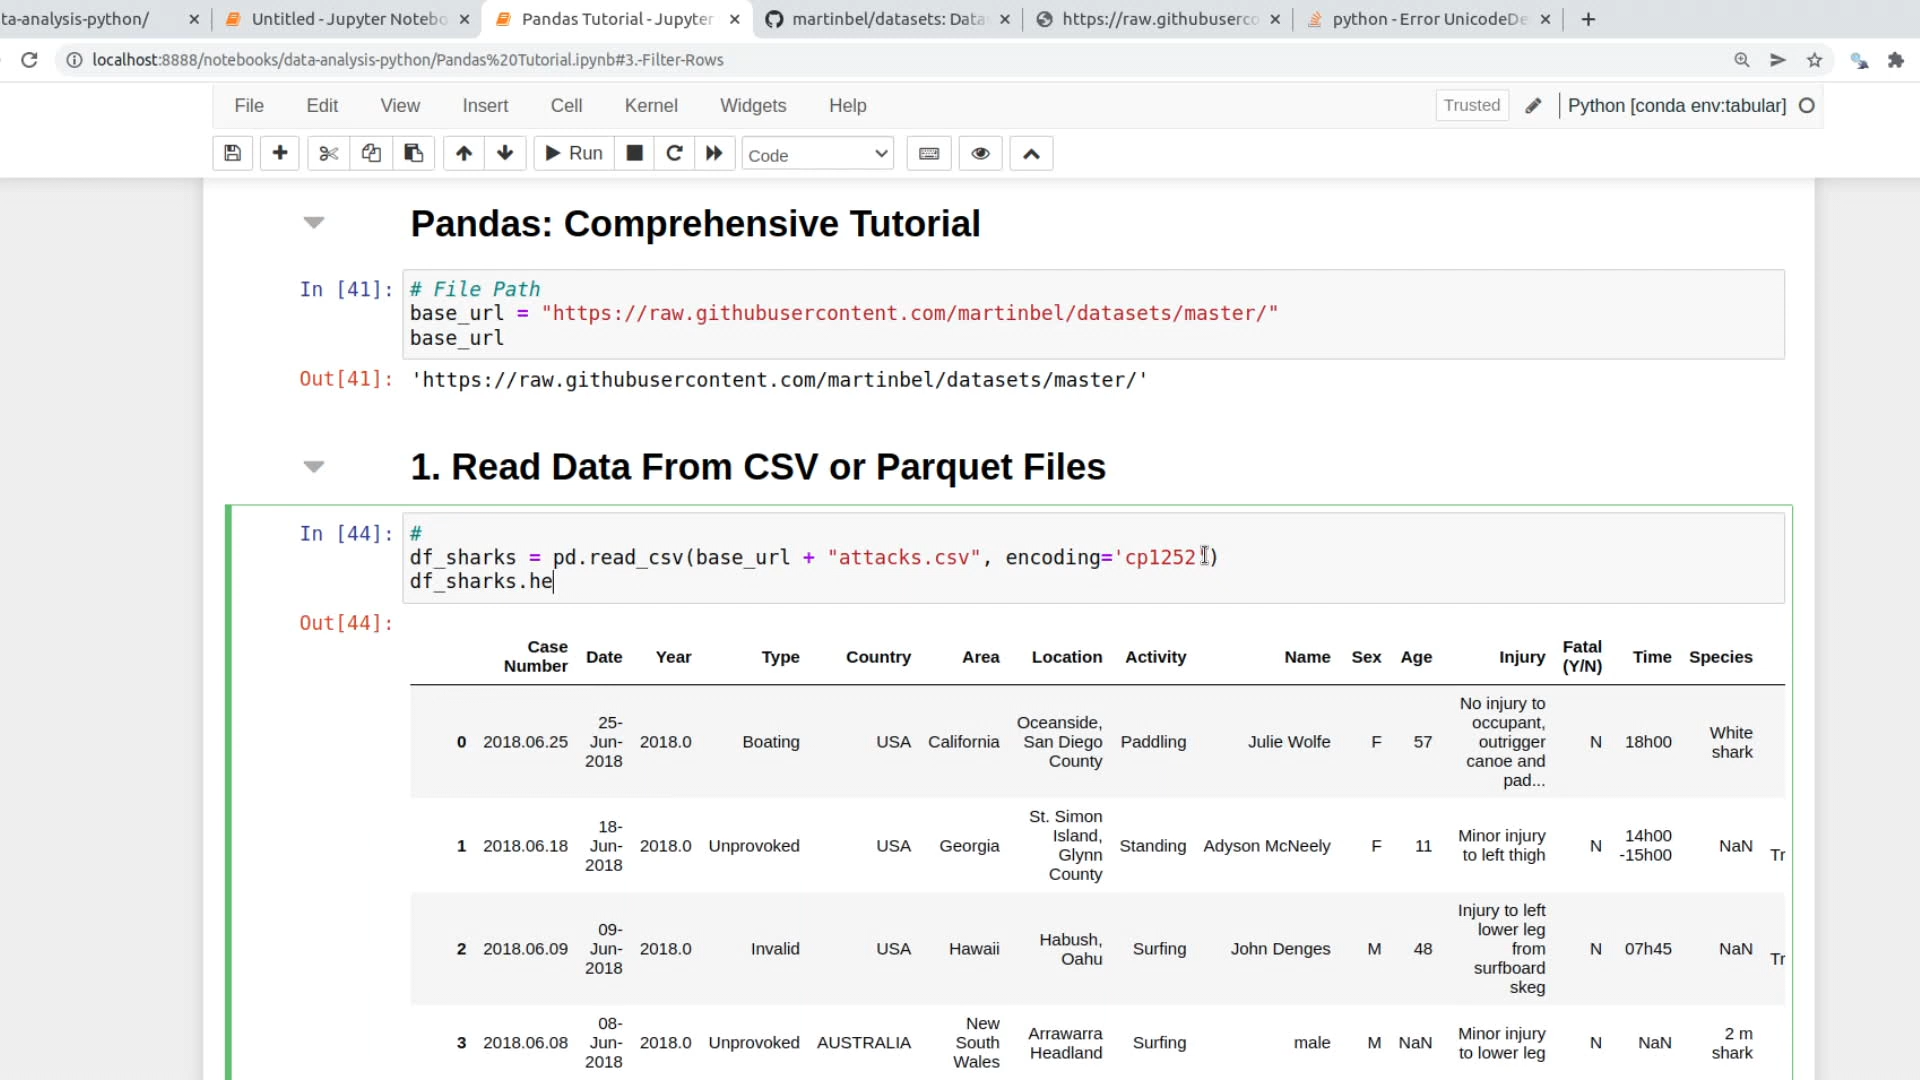 ta-analysis-python/
Untitled - Jupyter Notebo
Pandas Tutorial - Jupyter
martinbel/datasets: Data
https://raw.githubuserco
python - Error UnicodeDe
localhost:8888/notebooks/data-analysis-python/Pandas%20Tutorial.ipynb#3.-Filter-Rows
File Edit View Insert Cell Kernel Widgets Help
Trusted
Python [conda env:tabular]
Run
Code
Pandas: Comprehensive Tutorial
In [41]:
# File Path
base_url = "https://raw.githubusercontent.com/martinbel/datasets/master/"
base_url
Out[41]: 'https://raw.githubusercontent.com/martinbel/datasets/master/'
1. Read Data From CSV or Parquet Files
In [44]:
#
df_sharks = pd.read_csv(base_url + "attacks.csv", encoding='cp1252')
df_sharks.he
Out[44]:
Case Number Date Year Type Country Area Location Activity Name Sex Age Injury Fatal (Y/N) Time Species
0 2018.06.25 25-Jun-2018 2018.0 Boating USA California Oceanside, San Diego County Paddling Julie Wolfe F 57 No injury to occupant, outrigger canoe and pad... N 18h00 White shark
1 2018.06.18 18-Jun-2018 2018.0 Unprovoked USA Georgia St. Simon Island, Glynn County Standing Adyson McNeely F 11 Minor injury to left thigh N 14h00 -15h00 NaN Tr
2 2018.06.09 09-Jun-2018 2018.0 Invalid USA Hawaii Habush, Oahu Surfing John Denges M 48 Injury to left lower leg from surfboard skeg N 07h45 NaN Tr
3 2018.06.08 08-Jun-2018 2018.0 Unprovoked AUSTRALIA New South Wales Arrawarra Headland Surfing male M NaN Minor injury to lower leg N NaN 2 m shark